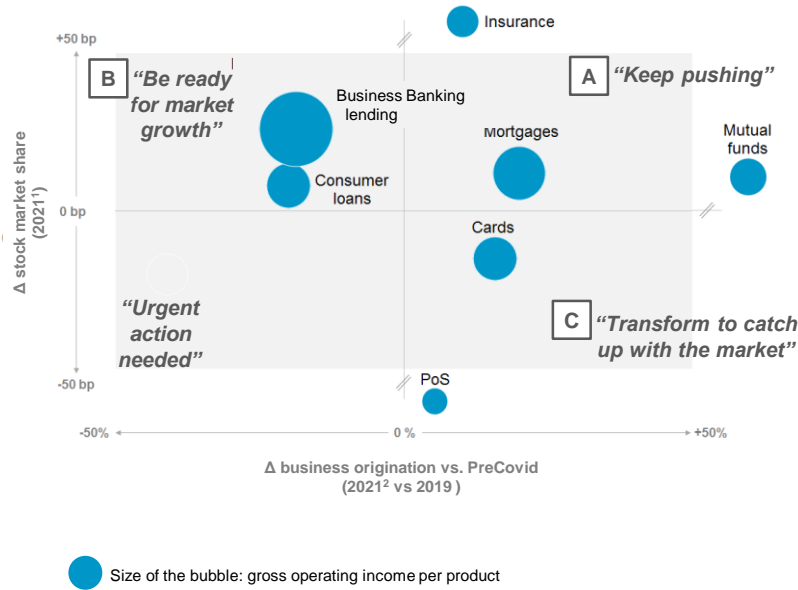 Insurance
+50 bp
B
“Be ready
for market
growth”
A
“Keep pushing”
Business Banking
lending
Mortgages
Mutual
funds
Consumer
loans
Δ stock market share
(2021¹)
0 bp
Cards
“Urgent
action
needed”
C
“Transform to catch
up with the market”
-50 bp
PoS
-50%
0 %
+50%
Δ business origination vs. PreCovid
(2021² vs 2019 )
Size of the bubble: gross operating income per product